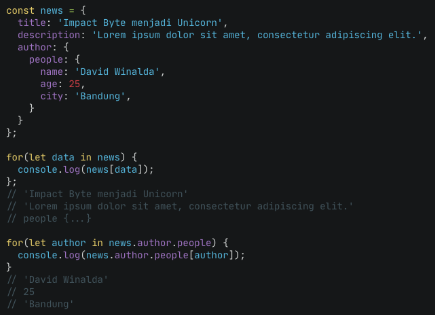 const news = {
  title: 'Impact Byte menjadi Unicorn',
  description: 'Lorem ipsum dolor sit amet, consectetur adipiscing elit.',
  author: {
    people: {
      name: 'David Winalda',
      age: 25,
      city: 'Bandung',
    }
  }
};
for(let data in news) {
  console.log(news[data]);
};
// 'Impact Byte menjadi Unicorn'
// 'Lorem ipsum dolor sit amet, consectetur adipiscing elit.'
// people {...}
for(let author in news.author.people) {
  console.log(news.author.people[author]);
}
// 'David Winalda'
// 25
// 'Bandung'